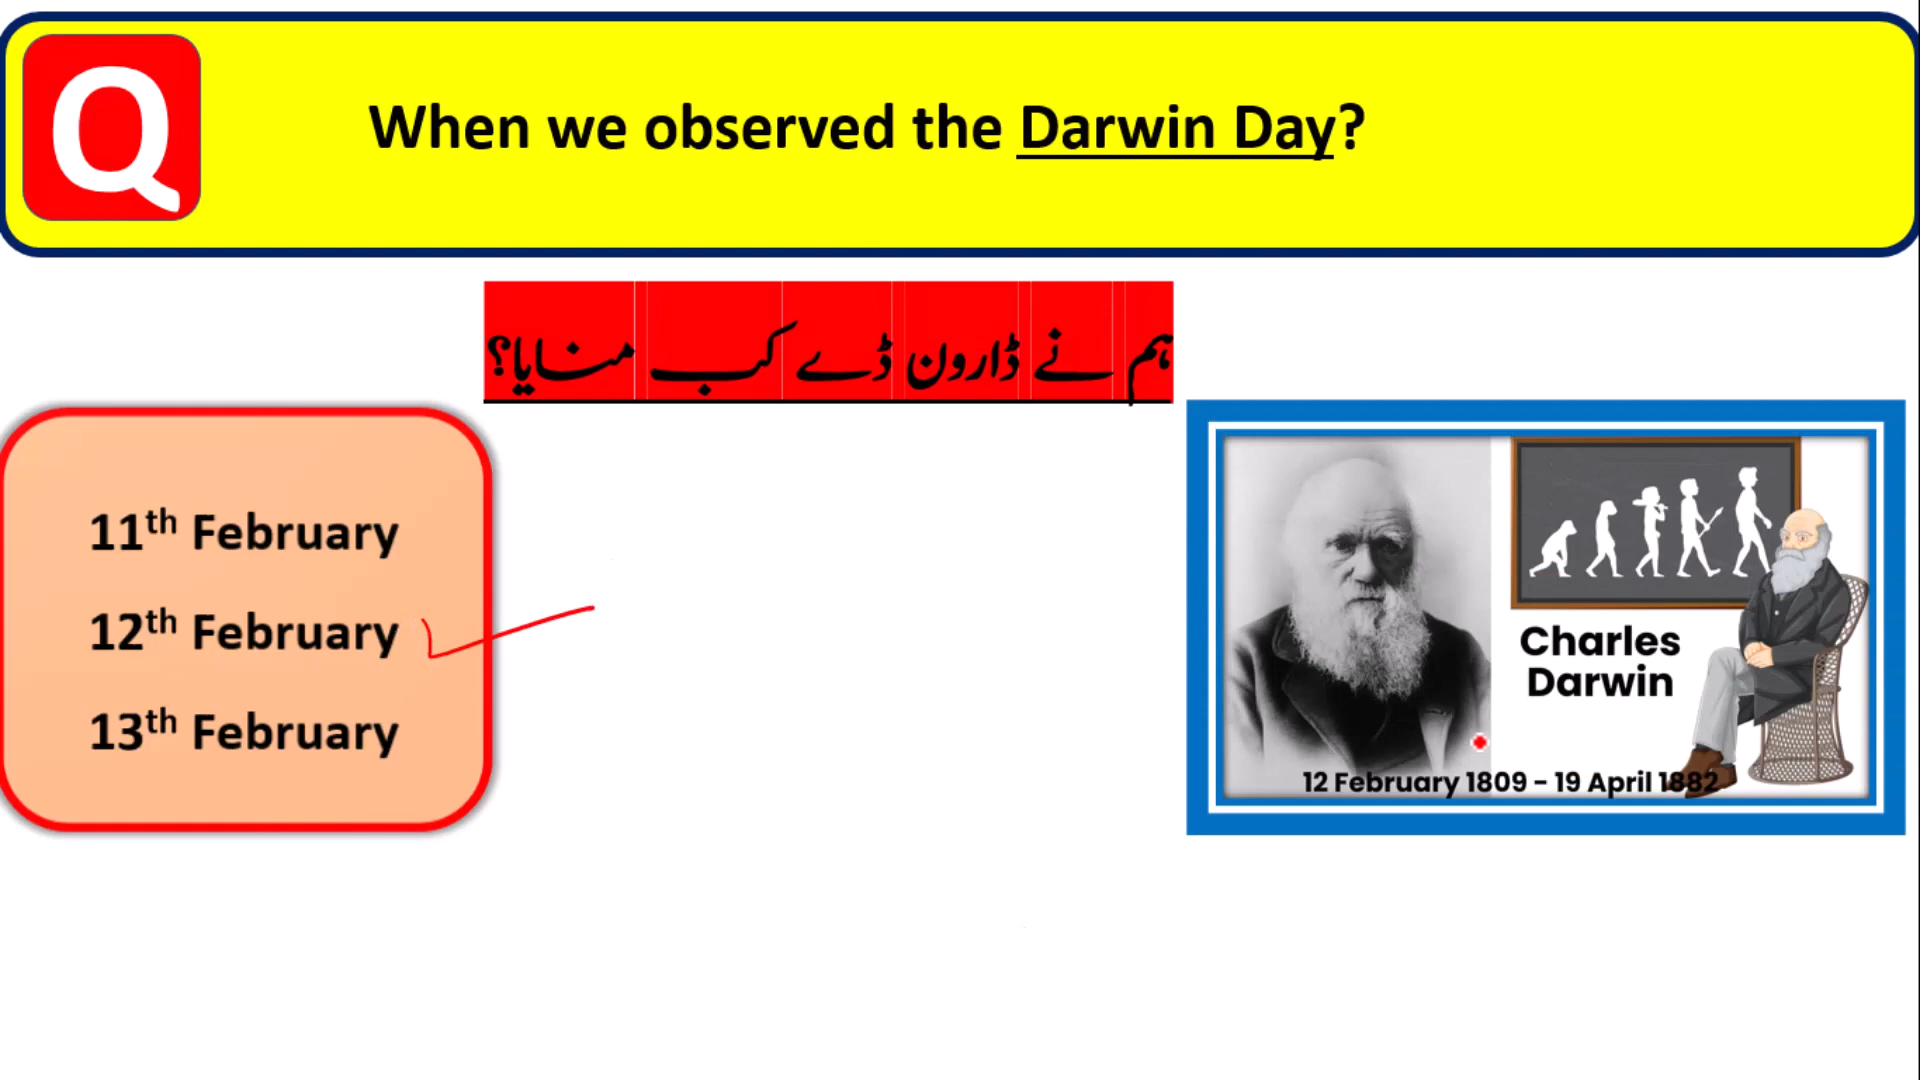 Q
When we observed the Darwin Day?
ہم نے ڈارون ڈے کب منایا؟
11th February
12th February
13th February
Charles
Darwin
12 February 1809 – 19 April 1882